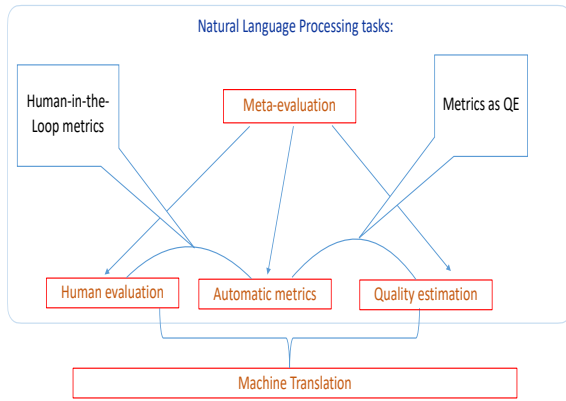 Natural Language Processing tasks:
Human-in-the-
Loop metrics
Meta-evaluation
Metrics as QE
Human evaluation
Automatic metrics
Quality estimation
Machine Translation